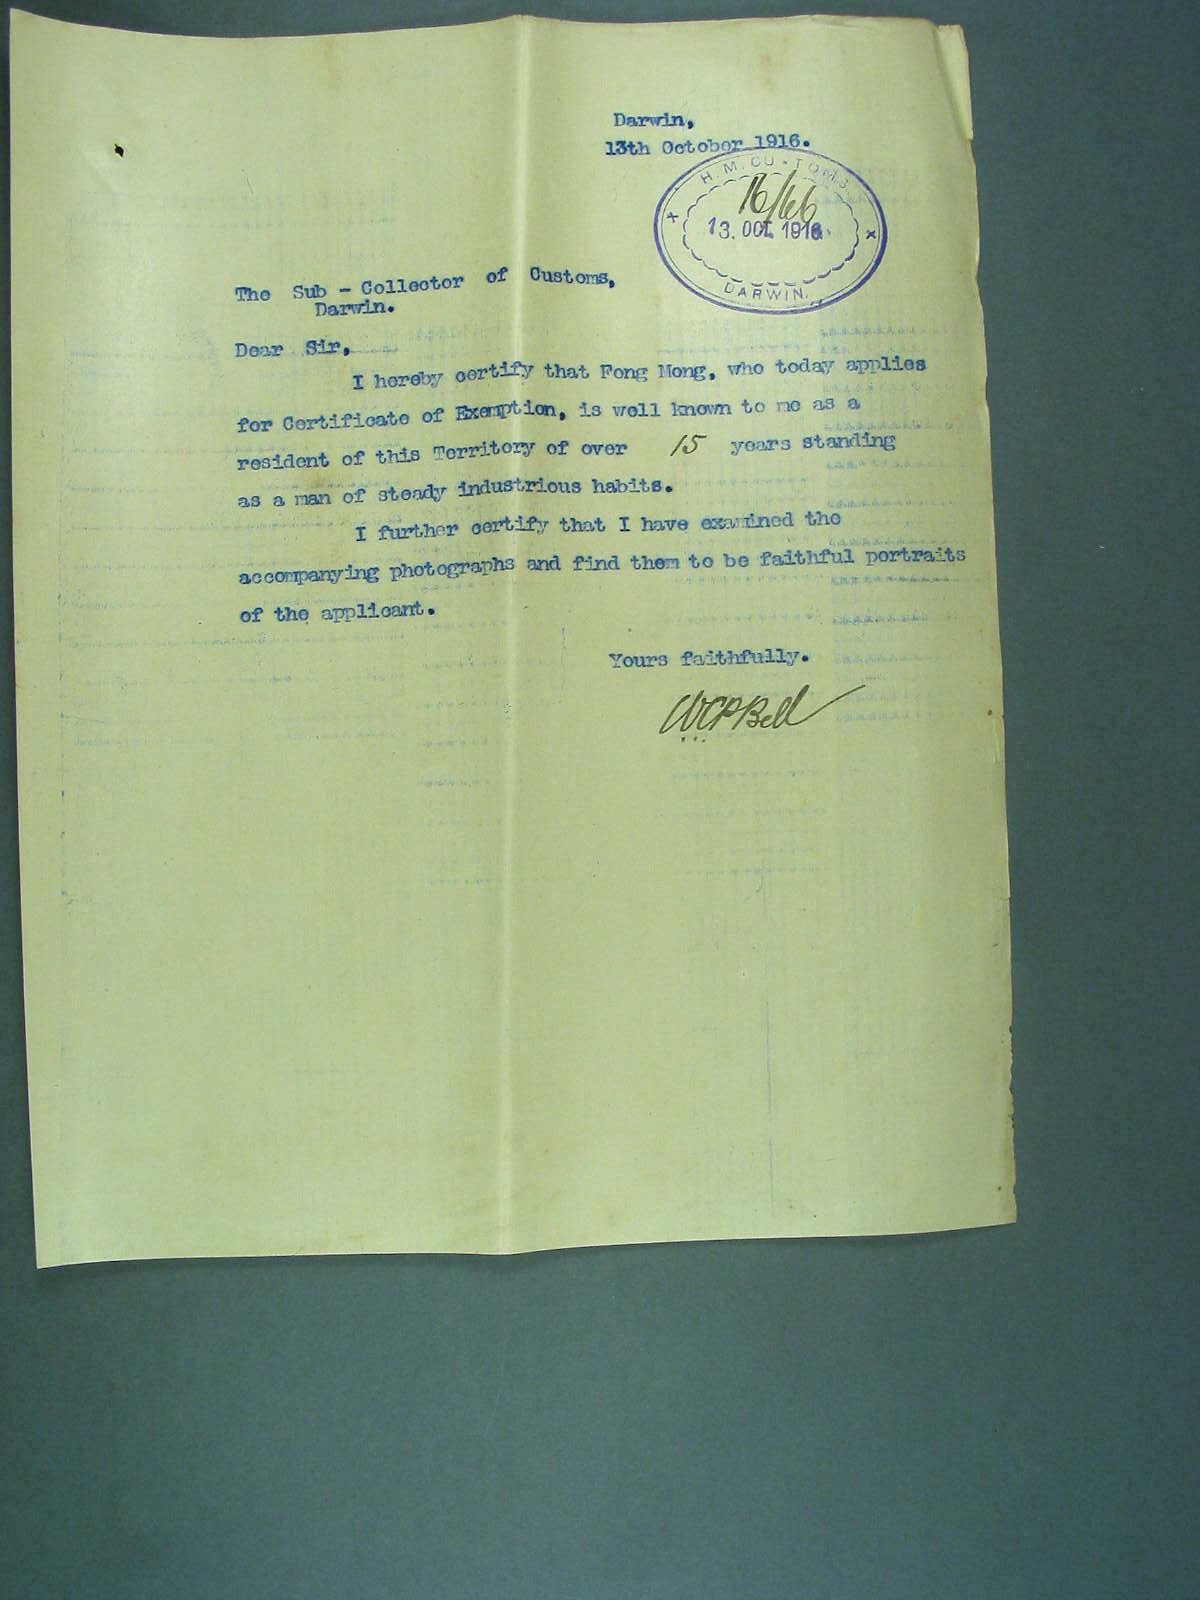 Darwin,
13th October 1916.
H.M. CUSTOMS
16/
13. OCT. 1916
DARWIN.
The Sub - Collector of Customs,
Darwin.
Dear Sir,
I hereby certify that Fong Mong, who today applies
for Certificate of Exemption, is well known to me as a
resident of this Territory of over 15 years standing
as a man of steady industrious habits.
I further certify that I have examined the
accompanying photographs and find them to be faithful portraits
of the applicant.
Yours faithfully.
WCPBell